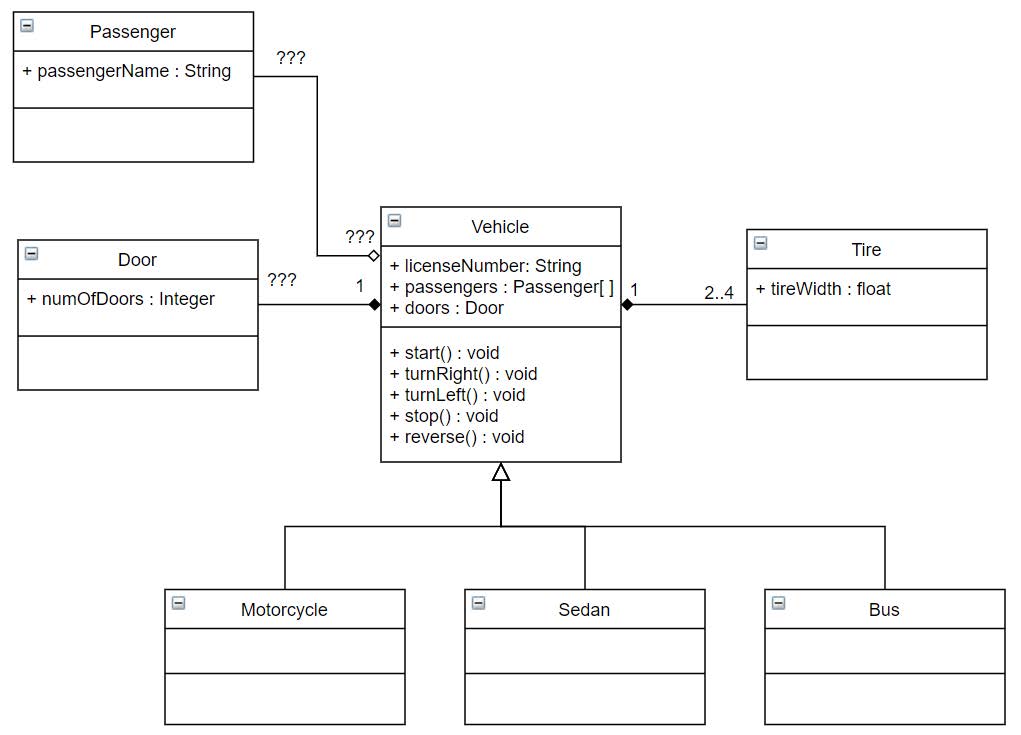 Passenger
+ passengerName : String
???
???
Door
+ numOfDoors : Integer
???
1
Vehicle
+ licenseNumber: String
+ passengers : Passenger[ ]
+ doors : Door
+ start() : void
+ turnRight() : void
+ turnLeft() : void
+ stop() : void
+ reverse() : void
1
2..4
Tire
+ tireWidth : float
Motorcycle
Sedan
Bus